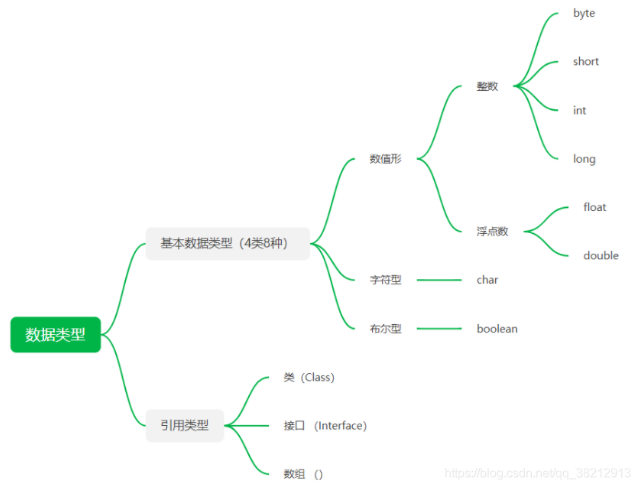 数据类型
基本数据类型（4类8种）
数值形
整数
byte
short
int
long
浮点数
float
double
字符型
char
布尔型
boolean
引用类型
类（Class）
接口 （Interface）
数组 （）
https://blog.csdn.net/qq_38212913